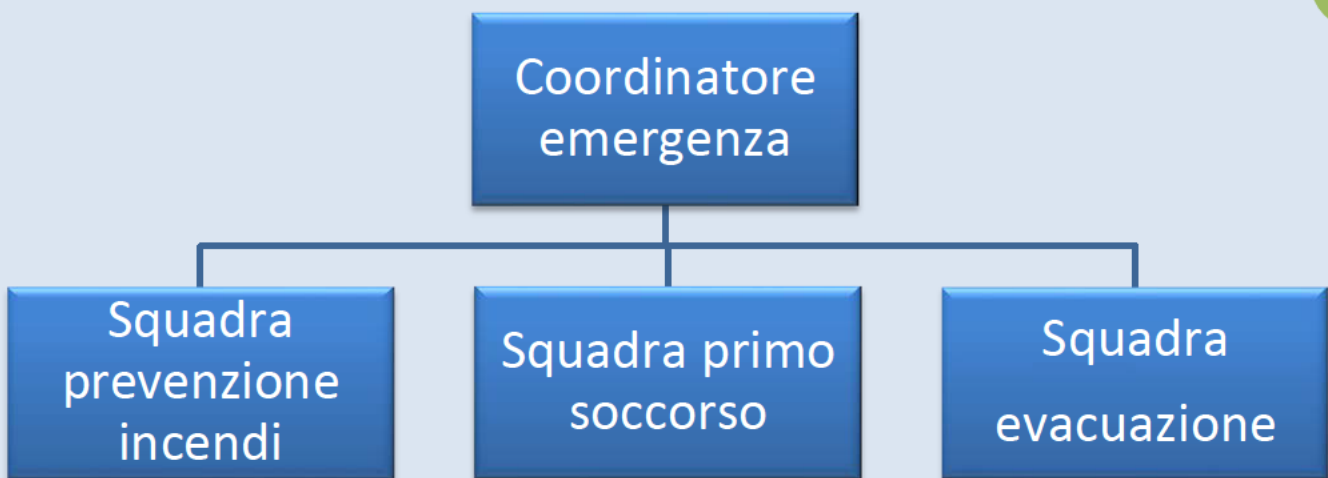 Coordinatore
emergenza
Squadra
prevenzione
incendi
Squadra primo
soccorso
Squadra
evacuazione